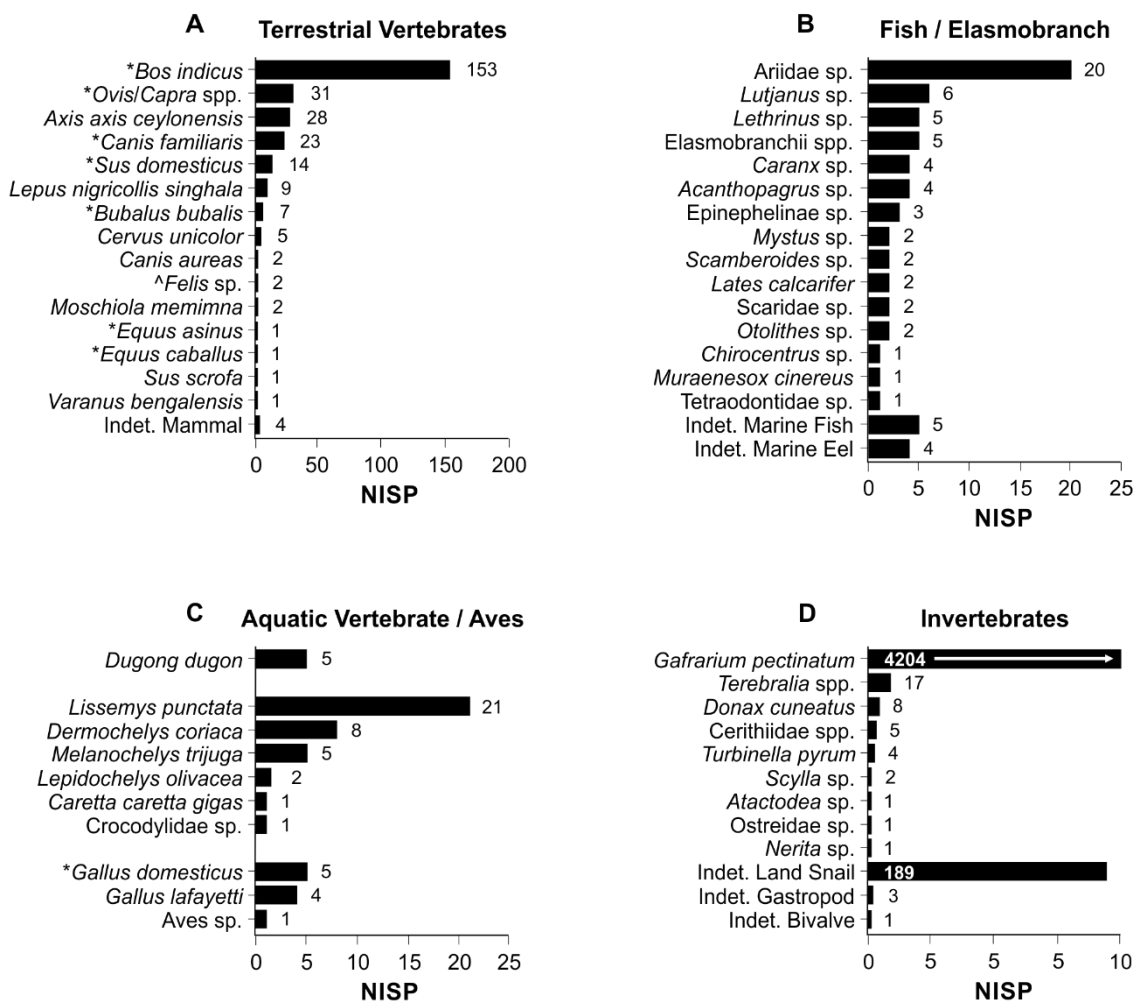 A Terrestrial Vertebrates
*Bos indicus 153
*Ovis/Capra spp. 31
Axis axis ceylonensis 28
*Canis familiaris 23
*Sus domesticus 14
Lepus nigricollis singhala 9
*Bubalus bubalis 7
Cervus unicolor 5
Canis aureas 2
^Felis sp. 2
Moschiola memimna 2
*Equus asinus 1
*Equus caballus 1
Sus scrofa 1
Varanus bengalensis 1
Indet. Mammal 4
0 50 100 150 200
NISP
B Fish / Elasmobranch
Ariidae sp. 20
Lutjanus sp. 6
Lethrinus sp. 5
Elasmobranchii spp. 5
Caranx sp. 4
Acanthopagrus sp. 4
Epinephelinae sp. 3
Mystus sp. 2
Scamberoides sp. 2
Lates calcarifer 2
Scaridae sp. 2
Otolithes sp. 2
Chirocentrus sp. 1
Muraenesox cinereus 1
Tetraodontidae sp. 1
Indet. Marine Fish 5
Indet. Marine Eel 4
0 5 10 15 20 25
NISP
C Aquatic Vertebrate / Aves
Dugong dugon 5
Lissemys punctata 21
Dermochelys coriaca 8
Melanochelys trijuga 5
Lepidochelys olivacea 2
Caretta caretta gigas 1
Crocodylidae sp. 1
*Gallus domesticus 5
Gallus lafayetti 4
Aves sp. 1
0 5 10 15 20 25
NISP
D Invertebrates
Gafrarium pectinatum 4204
Terebralia spp. 17
Donax cuneatus 8
Cerithiidae spp. 5
Turbinella pyrum 4
Scylla sp. 2
Atactodea sp. 1
Ostreidae sp. 1
Nerita sp. 1
Indet. Land Snail 189
Indet. Gastropod 3
Indet. Bivalve 1
0 5 5 5 10
NISP